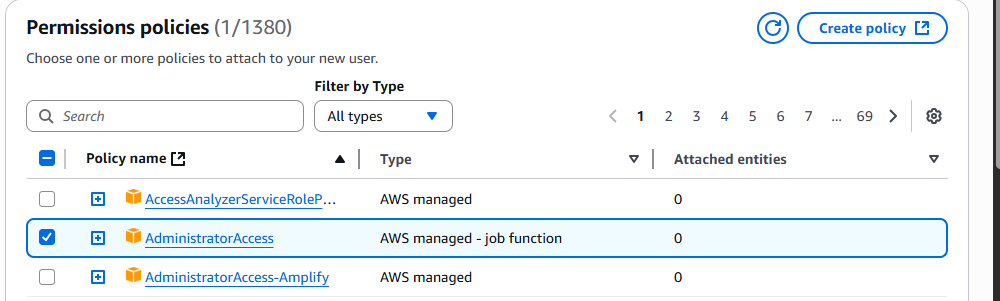 Permissions policies (1/1380)
Create policy
Choose one or more policies to attach to your new user.
Filter by Type
Search
All types
1 2 3 4 5 6 7 ... 69
Policy name Type Attached entities
AccessAnalyzerServiceRoleP... AWS managed 0
AdministratorAccess AWS managed - job function 0
AdministratorAccess-Amplify AWS managed 0